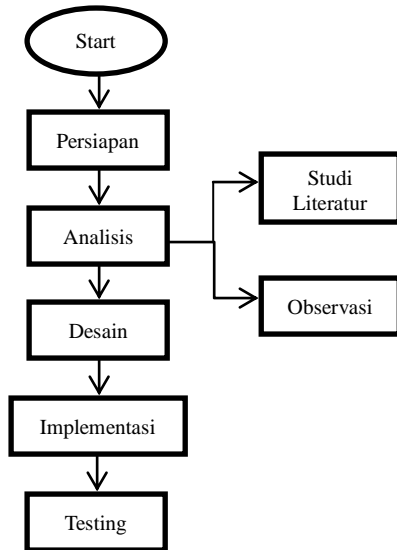 Start
Persiapan
Studi
Literatur
Analisis
Observasi
Desain
Implementasi
Testing